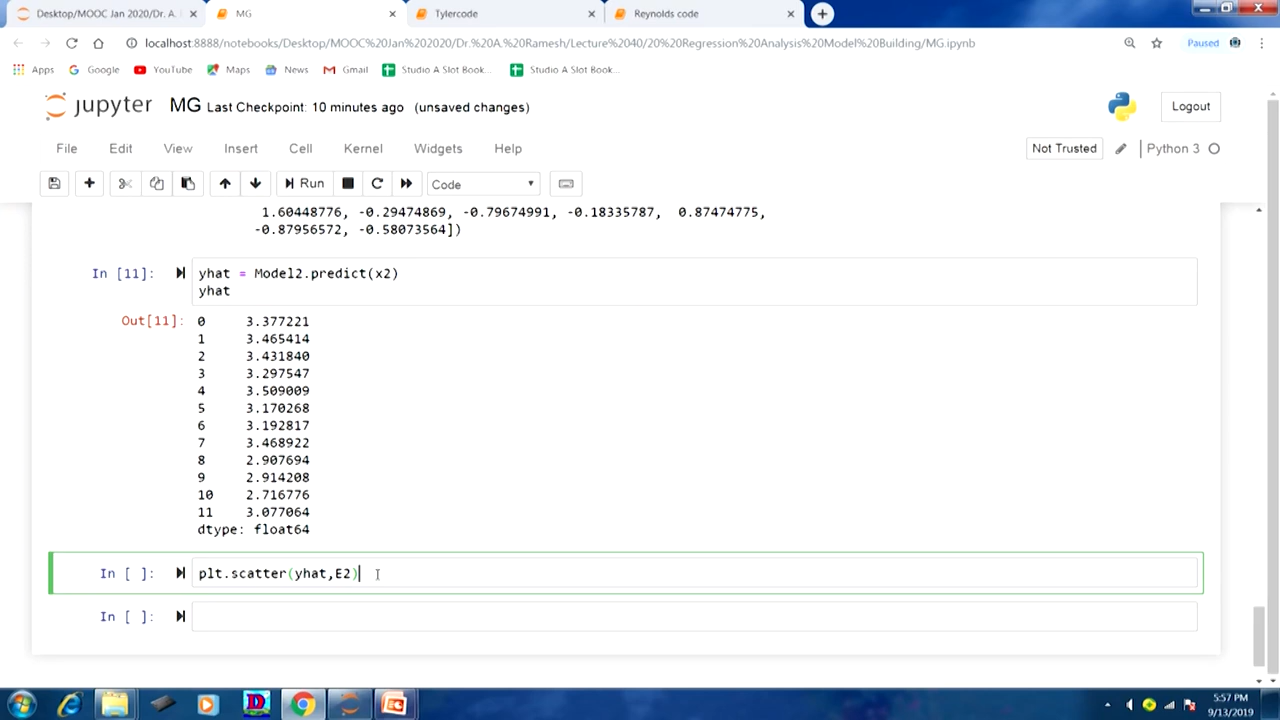 Desktop/MOOC Jan 2020/Dr. A.
MG
Tylercode
Reynolds code
localhost:8888/notebooks/Desktop/MOOC%20Jan%202020/Dr.%20A.%20Ramesh/Lecture%2040/20%20Regression%20Analysis%20Model%20Building/MG.ipynb
Paused
Apps
Google
YouTube
Maps
News
Gmail
Studio A Slot Book...
Studio A Slot Book...
jupyter MG Last Checkpoint: 10 minutes ago (unsaved changes)
Logout
File Edit View Insert Cell Kernel Widgets Help
Not Trusted
Python 3
Run
Code
1.60448776, -0.29474869, -0.79674991, -0.18335787, 0.87474775,
-0.87956572, -0.58073564])
In [11]: yhat = Model2.predict(x2)
yhat
Out[11]: 0 3.377221
1 3.465414
2 3.431840
3 3.297547
4 3.509009
5 3.170268
6 3.192817
7 3.468922
8 2.907694
9 2.914208
10 2.716776
11 3.077064
dtype: float64
In [ ]: plt.scatter(yhat,E2)
In [ ]:
5:57 PM
9/13/2019